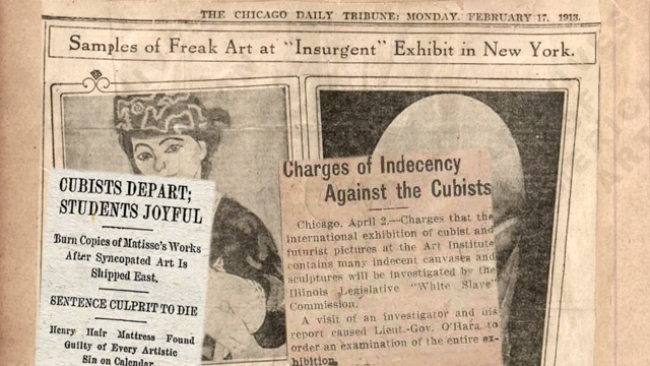 THE CHICAGO DAILY TRIBUNE: MONDAY, FEBRUARY 17, 1913.
Samples of Freak Art at "Insurgent" Exhibit in New York.
CUBISTS DEPART;
STUDENTS JOYFUL
Burn Copies of Matisse's Works
After Syncopated Art Is
Shipped East.
SENTENCE CULPRIT TO DIE
Henry Hair Mattress Found
Guilty of Every Artistic
Sin on Calendar.
Charges of Indecency
Against the Cubists
Chicago, April 2.—Charges that the
international exhibition of cubist and
futurist pictures at the Art Institute
contains many indecent canvases and
sculptures will be investigated by the
Illinois Legislative "White Slave"
Commission.
A visit of an investigator and his
report caused Lieut.-Gov. O'Hara to
order an examination of the entire ex-
hibition.